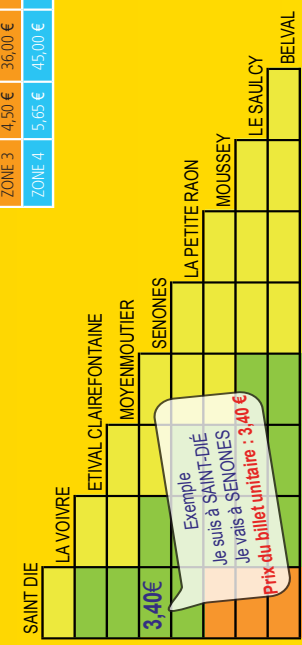 ZONE 3 4,50 € 36,00 €
ZONE 4 5,65 € 45,00 €
SAINT DIE
LA VOIVRE
ETIVAL CLAIREFONTAINE
MOYENMOUTIER
SENONES
LA PETITE RAON
MOUSSEY
LE SAULCY
BELVAL
3,40€
Exemple
Je suis à SAINT-DIÉ
Je vais à SENONES
Prix du billet unitaire : 3,40 €